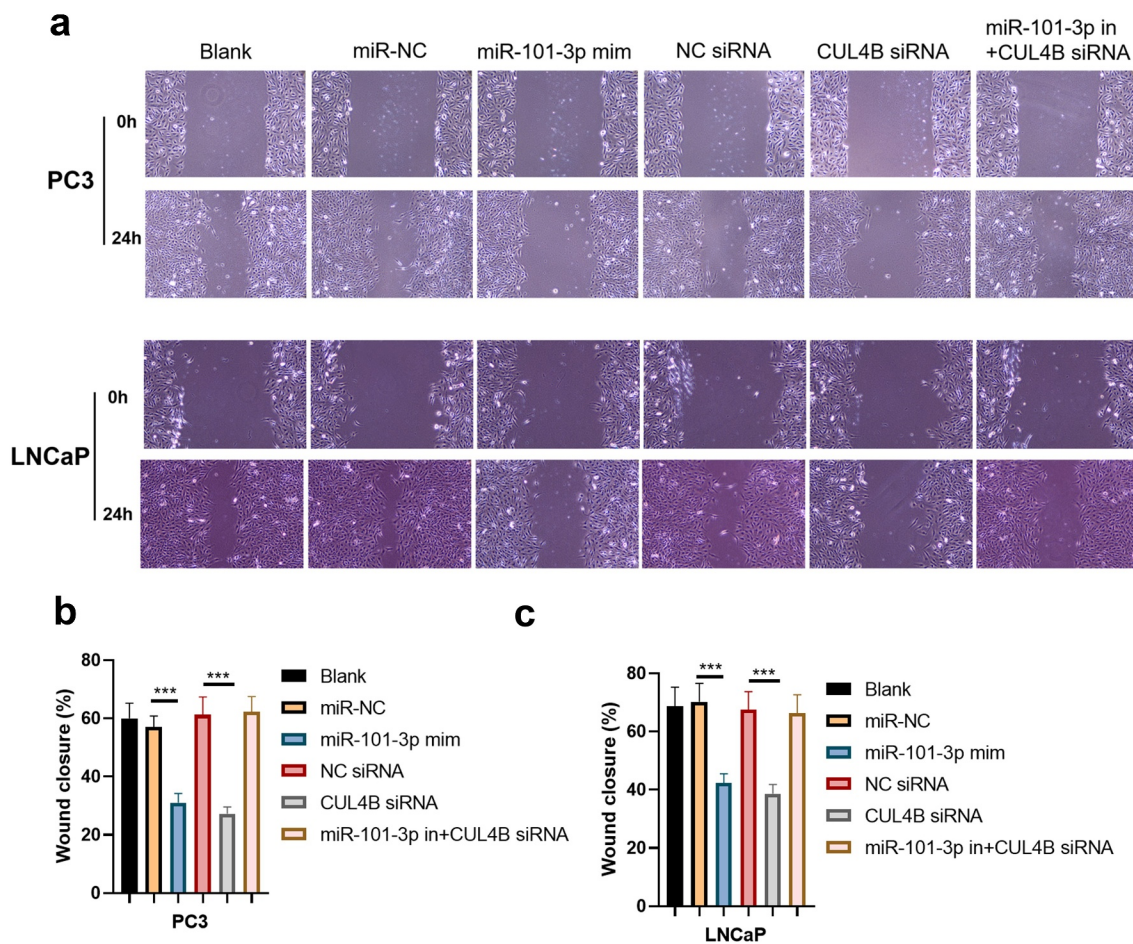 a
Blank
miR-NC
miR-101-3p mim
NC siRNA
CUL4B siRNA
miR-101-3p in
+CUL4B siRNA
PC3
0h
24h
LNCaP
0h
24h
b
Wound closure (%)
80
60
40
20
0
***
***
PC3
Blank
miR-NC
miR-101-3p mim
NC siRNA
CUL4B siRNA
miR-101-3p in+CUL4B siRNA
c
Wound closure (%)
80
60
40
20
0
***
***
LNCaP
Blank
miR-NC
miR-101-3p mim
NC siRNA
CUL4B siRNA
miR-101-3p in+CUL4B siRNA